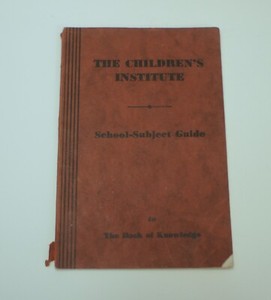 THE CHILDREN'S
INSTITUTE
School-Subject Guide
TO
The Book of Knowledge